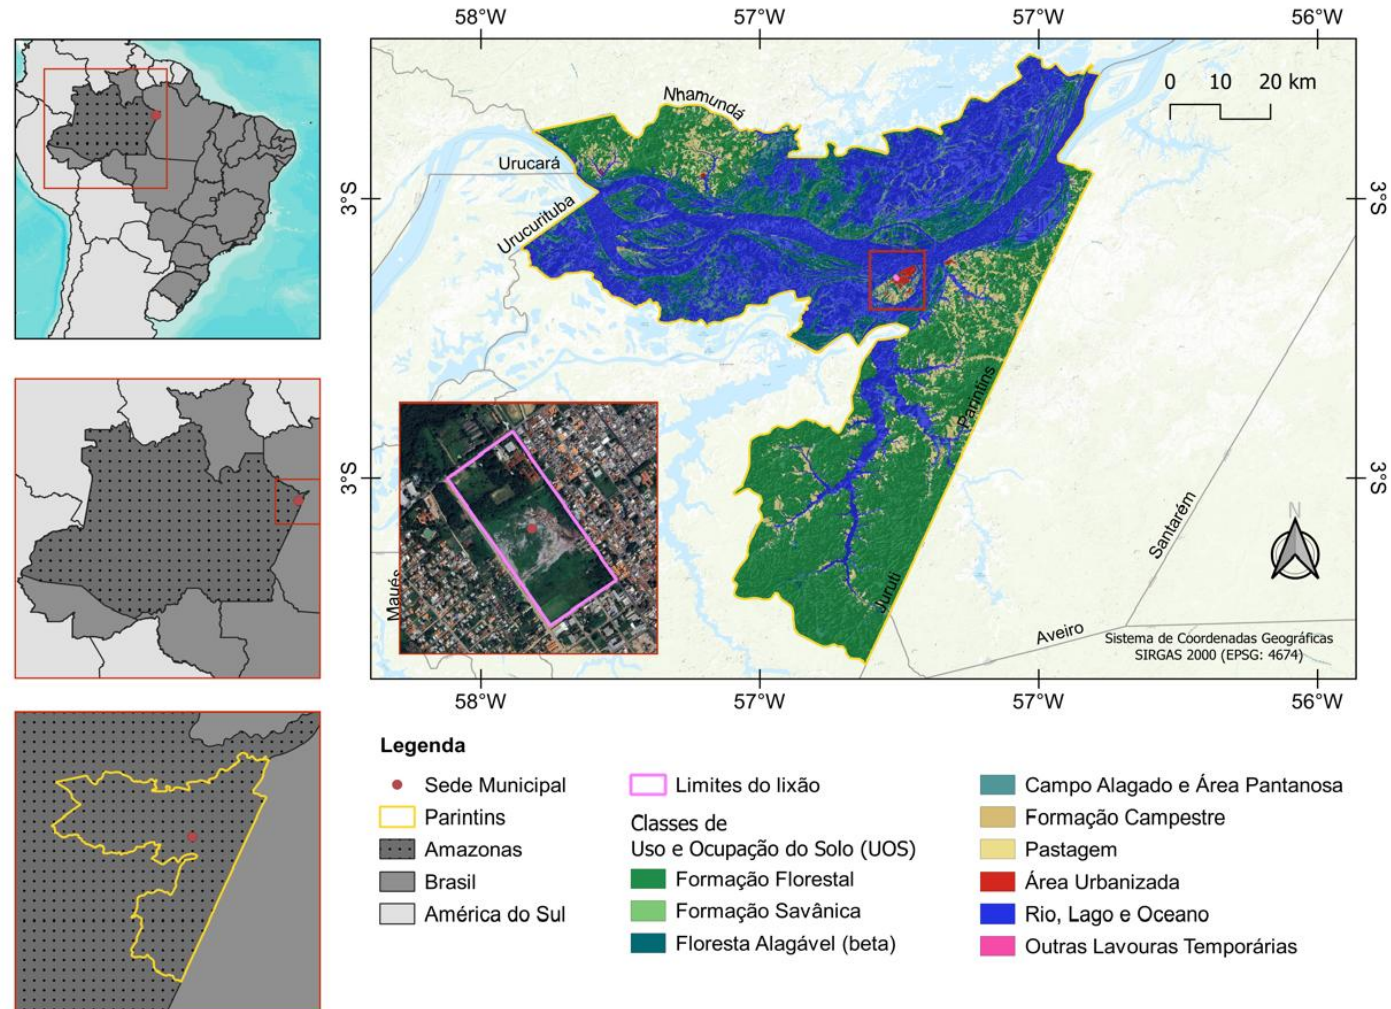 58°W
57°W
57°W
56°W
0 10 20 km
Nhamundá
Urucará
Urucurituba
3°S
3°S
3°S
3°S
Parintins
Santarém
N
Maués
Juruti
Aveiro
Sistema de Coordenadas Geográficas
SIRGAS 2000 (EPSG: 4674)
58°W
57°W
57°W
56°W
Legenda
Sede Municipal
Parintins
Amazonas
Brasil
América do Sul
Limites do lixão
Classes de
Uso e Ocupação do Solo (UOS)
Formação Florestal
Formação Savânica
Floresta Alagável (beta)
Campo Alagado e Área Pantanosa
Formação Campestre
Pastagem
Área Urbanizada
Rio, Lago e Oceano
Outras Lavouras Temporárias